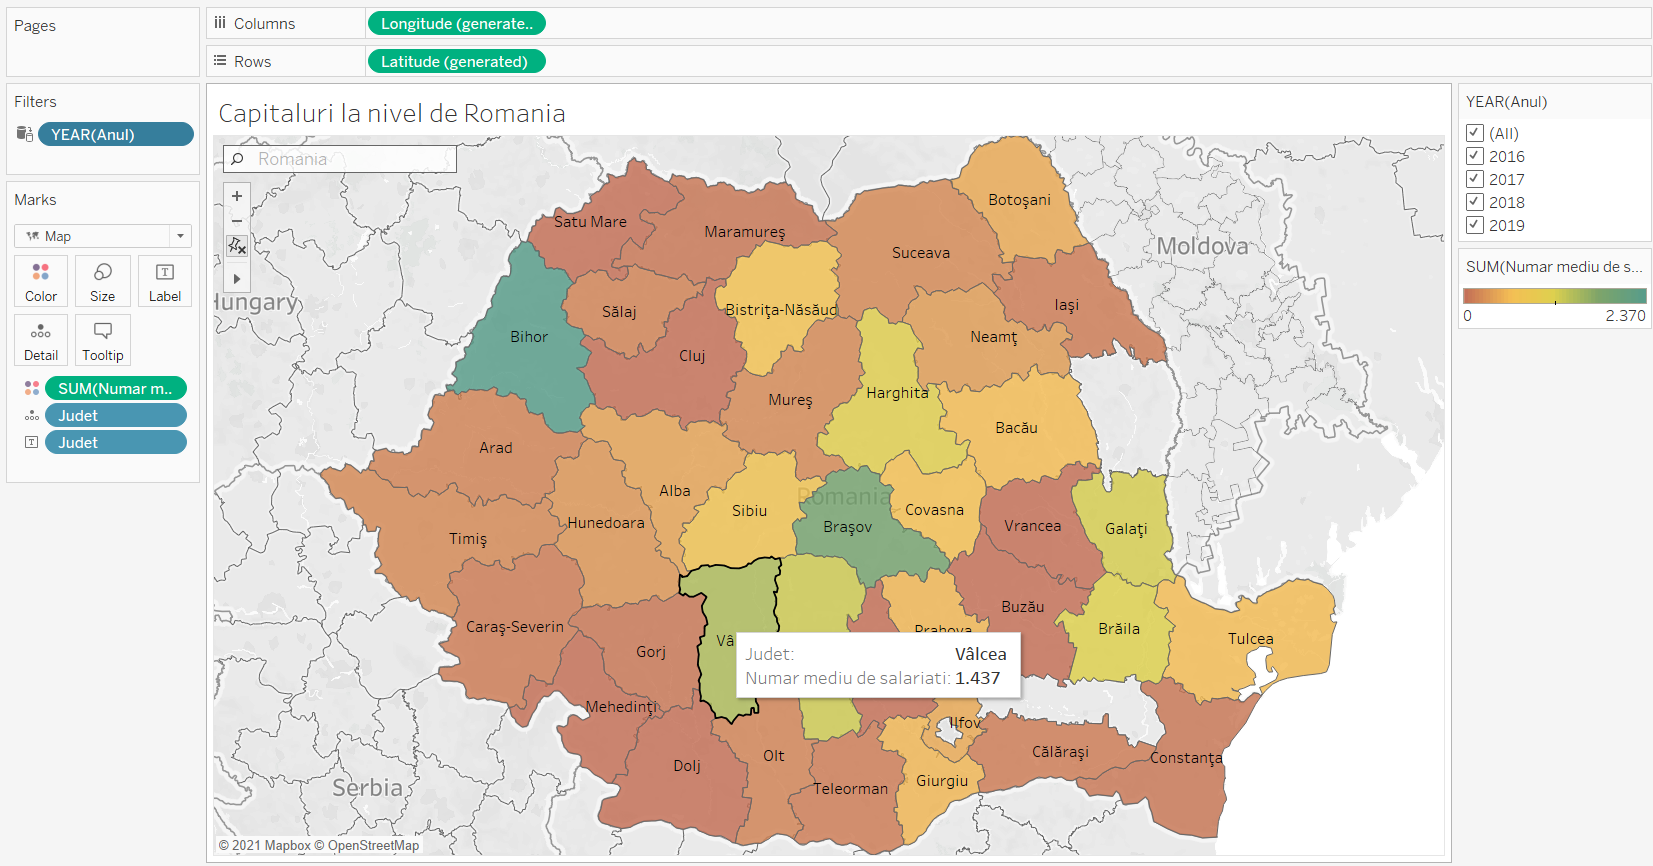 Pages
Columns
Longitude (generate..
Rows
Latitude (generated)
Filters
YEAR(Anul)
Marks
Map
Color
Size
Label
Detail
Tooltip
SUM(Numar m..
Judet
Judet
Capitaluri la nivel de Romania
Romania
Botoşani
Satu Mare
Maramureş
Suceava
Moldova
Hungary
Sălaj
Bistriţa-Năsăud
Iaşi
Bihor
Cluj
Neamţ
Mureş
Harghita
Bacău
Arad
Alba
Romania
Sibiu
Covasna
Hunedoara
Braşov
Vrancea
Galaţi
Timiş
Buzău
Caraş-Severin
Prahova
Brăila
Tulcea
Gorj
Vâ
Judet: Vâlcea
Numar mediu de salariati: 1.437
Mehedinţi
Ilfov
Olt
Călăraşi
Constanţa
Dolj
Giurgiu
Teleorman
Serbia
© 2021 Mapbox © OpenStreetMap
YEAR(Anul)
(All)
2016
2017
2018
2019
SUM(Numar mediu de s...
0 2.370